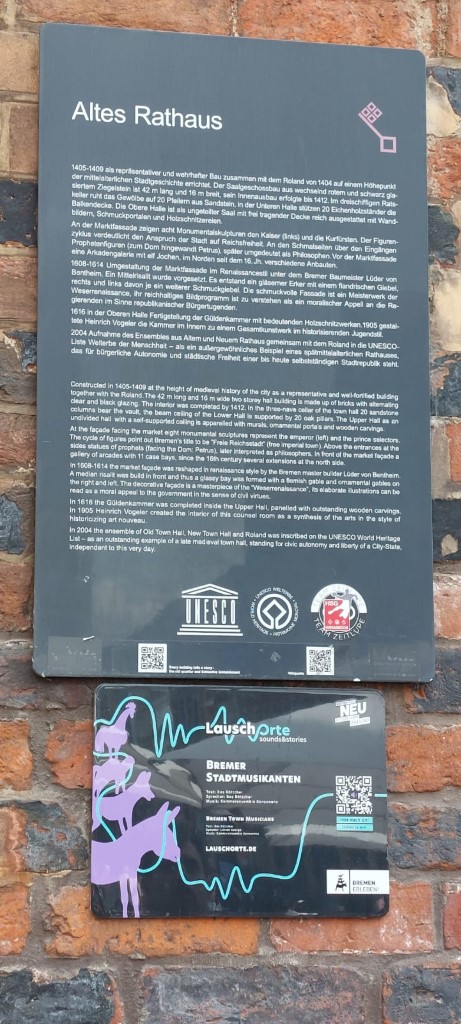 Altes Rathaus
1405-1409 als repräsentativer und wehrhafter Bau zusammen mit dem Roland von 1404 auf einem Höhepunkt
der mittelalterlichen Stadtgeschichte errichtet. Der Saalgeschossbau aus wechselnd rotem und schwarz gla-
siertem Ziegelstein ist 42 m lang und 16 m breit, sein Innenausbau erfolgte bis 1412. Im dreischiffigen Rats-
keller ruht das Gewölbe auf 20 Pfeilern aus Sandstein, in der Unteren Halle stützen 20 Eichenholzständer die
Balkendecke. Die Obere Halle ist als ungeteilter Saal mit frei tragender Decke reich ausgestattet mit Wand-
bildern, Schmuckportalen und Holzschnitzereien.
An der Marktfassade zeigen acht Monumentalskulpturen den Kaiser (links) und die Kurfürsten. Der Figuren-
zyklus verdeutlicht den Anspruch der Stadt auf Reichsfreiheit. An den Schmalseiten über den Eingängen
Prophetenfiguren (zum Dom hingewandt Petrus), später umgedeutet als Philosophen. Vor der Marktfassade
eine Arkadengalerie mit elf Jochen, im Norden seit dem 16. Jh. verschiedene Anbauten.
1608-1614 Umgestaltung der Marktfassade im Renaissancestil unter dem Bremer Baumeister Lüder von
Bentheim. Ein Mittelrisalit wurde vorgesetzt. Es entstand ein gläserner Erker mit einem flandrischen Giebel,
rechts und links davon je ein weiterer Schmuckgiebel. Die schmuckvolle Fassade ist ein Meisterwerk der
Weserrenaissance, ihr reichhaltiges Bildprogramm ist zu verstehen als ein moralischer Appell an die Re-
gierenden im Sinne republikanischer Bürgertugenden.
1616 in der Oberen Halle Fertigstellung der Güldenkammer mit bedeutenden Holzschnitzwerken.1905 gestal-
tete Heinrich Vogeler die Kammer im Innern zu einem Gesamtkunstwerk im historisierenden Jugendstil.
2004 Aufnahme des Ensembles aus Altem und Neuem Rathaus gemeinsam mit dem Roland in die UNESCO-
Liste Welterbe der Menschheit – als ein außergewöhnliches Beispiel eines spätmittelalterlichen Rathauses,
das für bürgerliche Autonomie und städtische Freiheit einer bis heute selbstständigen Stadtrepublik steht.
Constructed in 1405-1409 at the height of medieval history of the city as a representative and well-fortified building
together with the Roland. The 42 m long and 16 m wide two storey hall building is made up of bricks with alternating
clear and black glazing. The interior was completed by 1412. In the three-nave cellar of the town hall 20 sandstone
columns bear the vault, the beam ceiling of the Lower Hall is supported by 20 oak pillars. The Upper Hall as an
undivided hall with a self-supported ceiling is apparelled with murals, ornamental portals and wooden carvings.
At the façade facing the market eight monumental sculptures represent the emperor (left) and the prince selectors.
The cycle of figures point out Bremen's title to be "Freie Reichsstadt" (free imperial town). Above the entrances at the
sides statues of prophets (facing the Dom: Petrus), later interpreted as philosophers. In front of the market façade a
gallery of arcades with 11 case bays, since the 16th century several extensions at the north side.
In 1608-1614 the market façade was reshaped in renaissance style by the Bremen master builder Lüder von Bentheim.
A median risalit was build in front and thus a glassy bay was formed with a flemish gable and ornamental gables on
the right and left. The decorative façade is a masterpiece of the "Weserrenaissance", its elaborate illustrations can be
read as moral appeal to the government in the sense of civil virtues.
In 1616 the Güldenkammer was completed inside the Upper Hall, panelled with outstanding wooden carvings.
In 1905 Heinrich Vogeler created the interior of this counsel room as a synthesis of the arts in the style of
historicizing art nouveau.
In 2004 the ensemble of Old Town Hall, New Town Hall and Roland was inscribed on the UNESCO World Heritage
List – as an outstanding example of a late medieval town hall, standing for civic autonomy and liberty of a City-State,
independant to this very day.
UNESCO
HSG
TEAM ZEITLUPE
Every building tells a story -
Lauschorte
sounds&stories
NEU
BREMER
STADTMUSIKANTEN
Text: Bas Böttcher
Sprecher: Bas Böttcher
BREMEN TOWN MUSICIANS
Text: Bas Böttcher
LAUSCHORTE.DE
BREMEN
ERLEBEN!